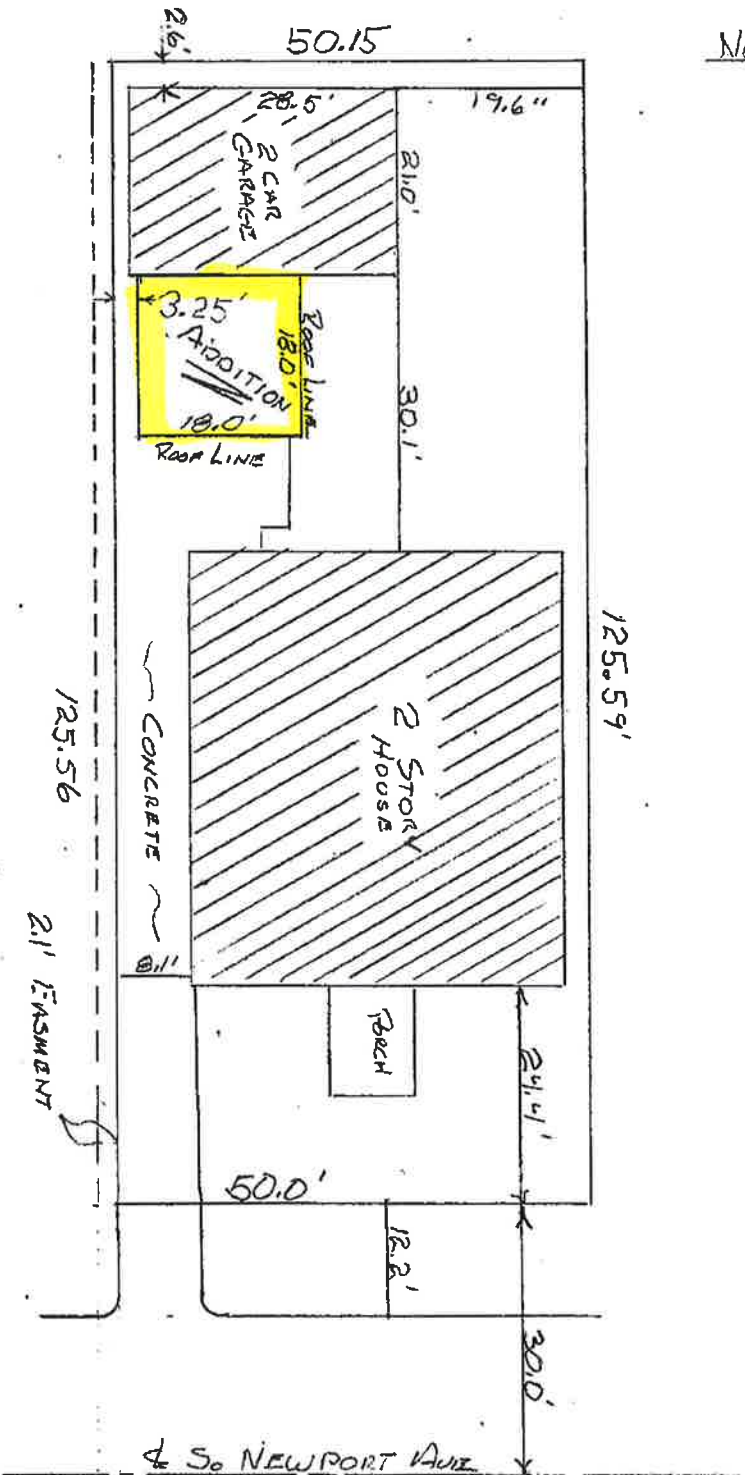 50.15
2.6'
28.5'
19.6"
2 CAR
GARAGE
21.0'
3.25'
ADDITION
18.0'
18.0'
ROOF LINE
ROOF LINE
30.1'
125.59'
2 STORY
HOUSE
~ CONCRETE ~
125.56
8.1'
2.1' EASMENT
PORCH
24.41'
50.0'
12.2'
30.0'
℄ So NEWPORT AVE